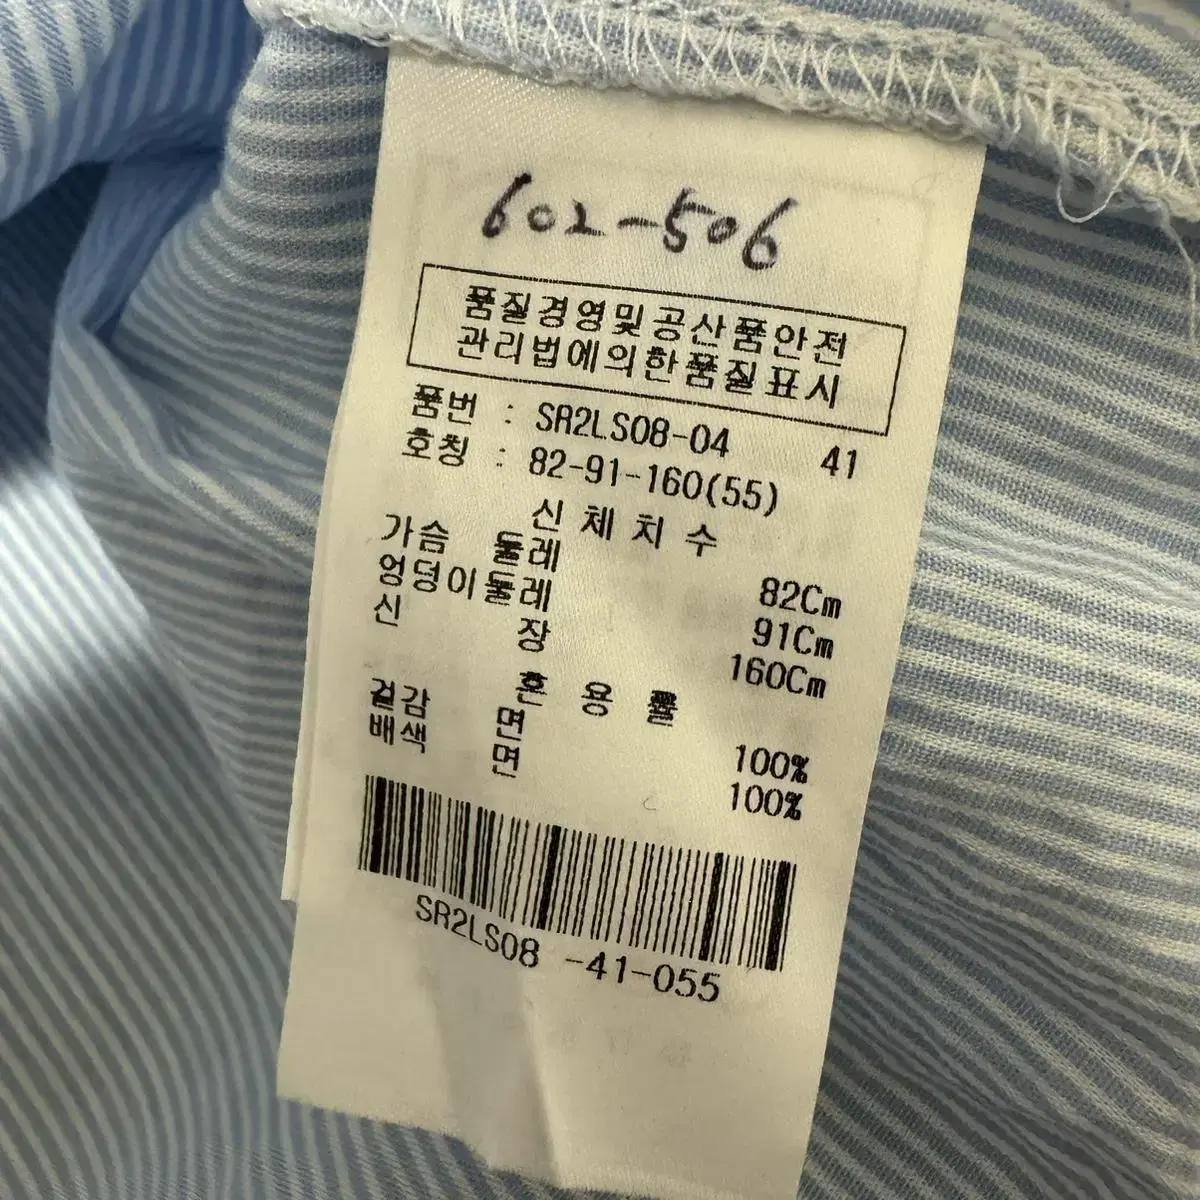 602-506
품질경영및공산품안전
관리법에의한품질표시
품번 : SR2LS08-04 41
호칭 : 82-91-160(55)
신체치수
가슴 둘레 82Cm
엉덩이둘레 91Cm
신 장 160Cm
혼용률
겉감 면 100%
배색 면 100%
SR2LS08 -41-055